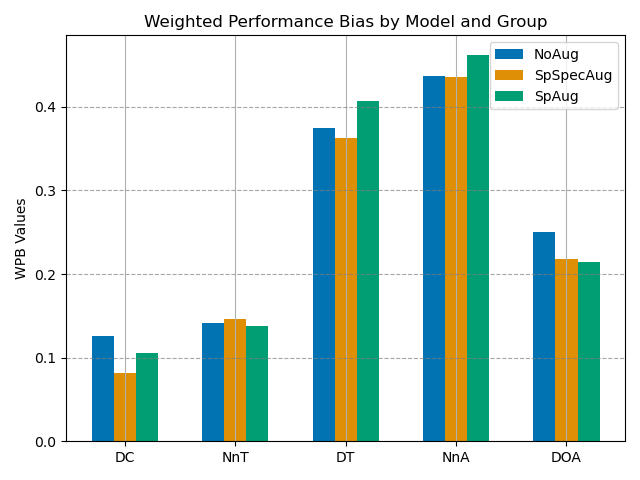 Weighted Performance Bias by Model and Group
NoAug
SpSpecAug
SpAug
WPB Values
0.4
0.3
0.2
0.1
0.0
DC
NnT
DT
NnA
DOA